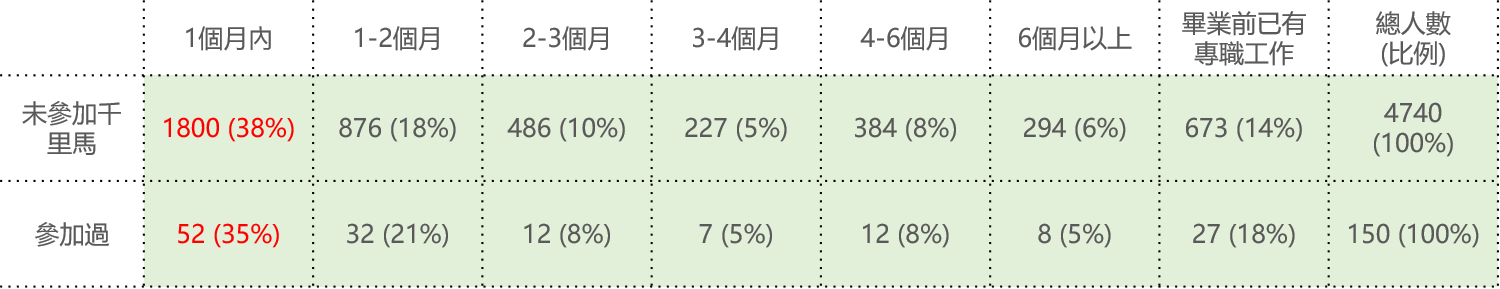 1個月內 1-2個月 2-3個月 3-4個月 4-6個月 6個月以上 畢業前已有 總人數
專職工作 (比例)
未參加千 1800 (38%) 876 (18%) 486 (10%) 227 (5%) 384 (8%) 294 (6%) 673 (14%) 4740
里馬 (100%)
參加過 52 (35%) 32 (21%) 12 (8%) 7 (5%) 12 (8%) 8 (5%) 27 (18%) 150 (100%)